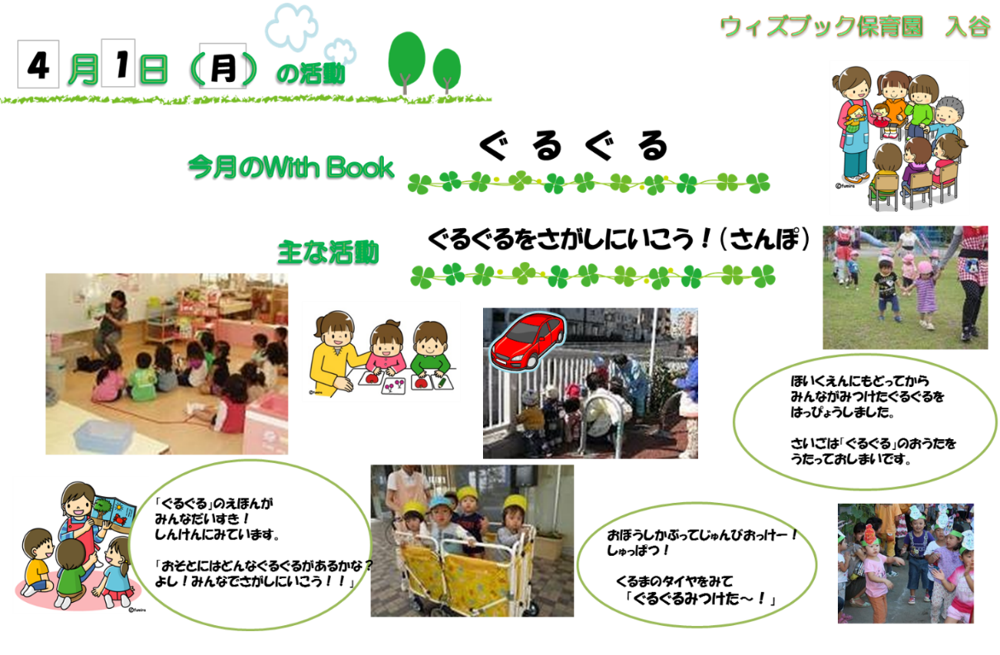 ウィズブック保育園　入谷
4月1日（月）の活動
今月のWith Book
ぐるぐる
主な活動
ぐるぐるをさがしにいこう！（さんぽ）
「ぐるぐる」のえほんが
みんなだいすき！
しんけんにみています。
「おそとにはどんなぐるぐるがあるかな？
よし！みんなでさがしにいこう！！」
おぼうしかぶってじゅんびおっけー！
しゅっぱつ！
くるまのタイヤをみて
「ぐるぐるみつけた～！」
ほいくえんにもどってから
みんながみつけたぐるぐるを
はっぴょうしました。
さいごは「ぐるぐる」のおうたを
うたっておしまいです。
©fumira
©fumira
©fumira